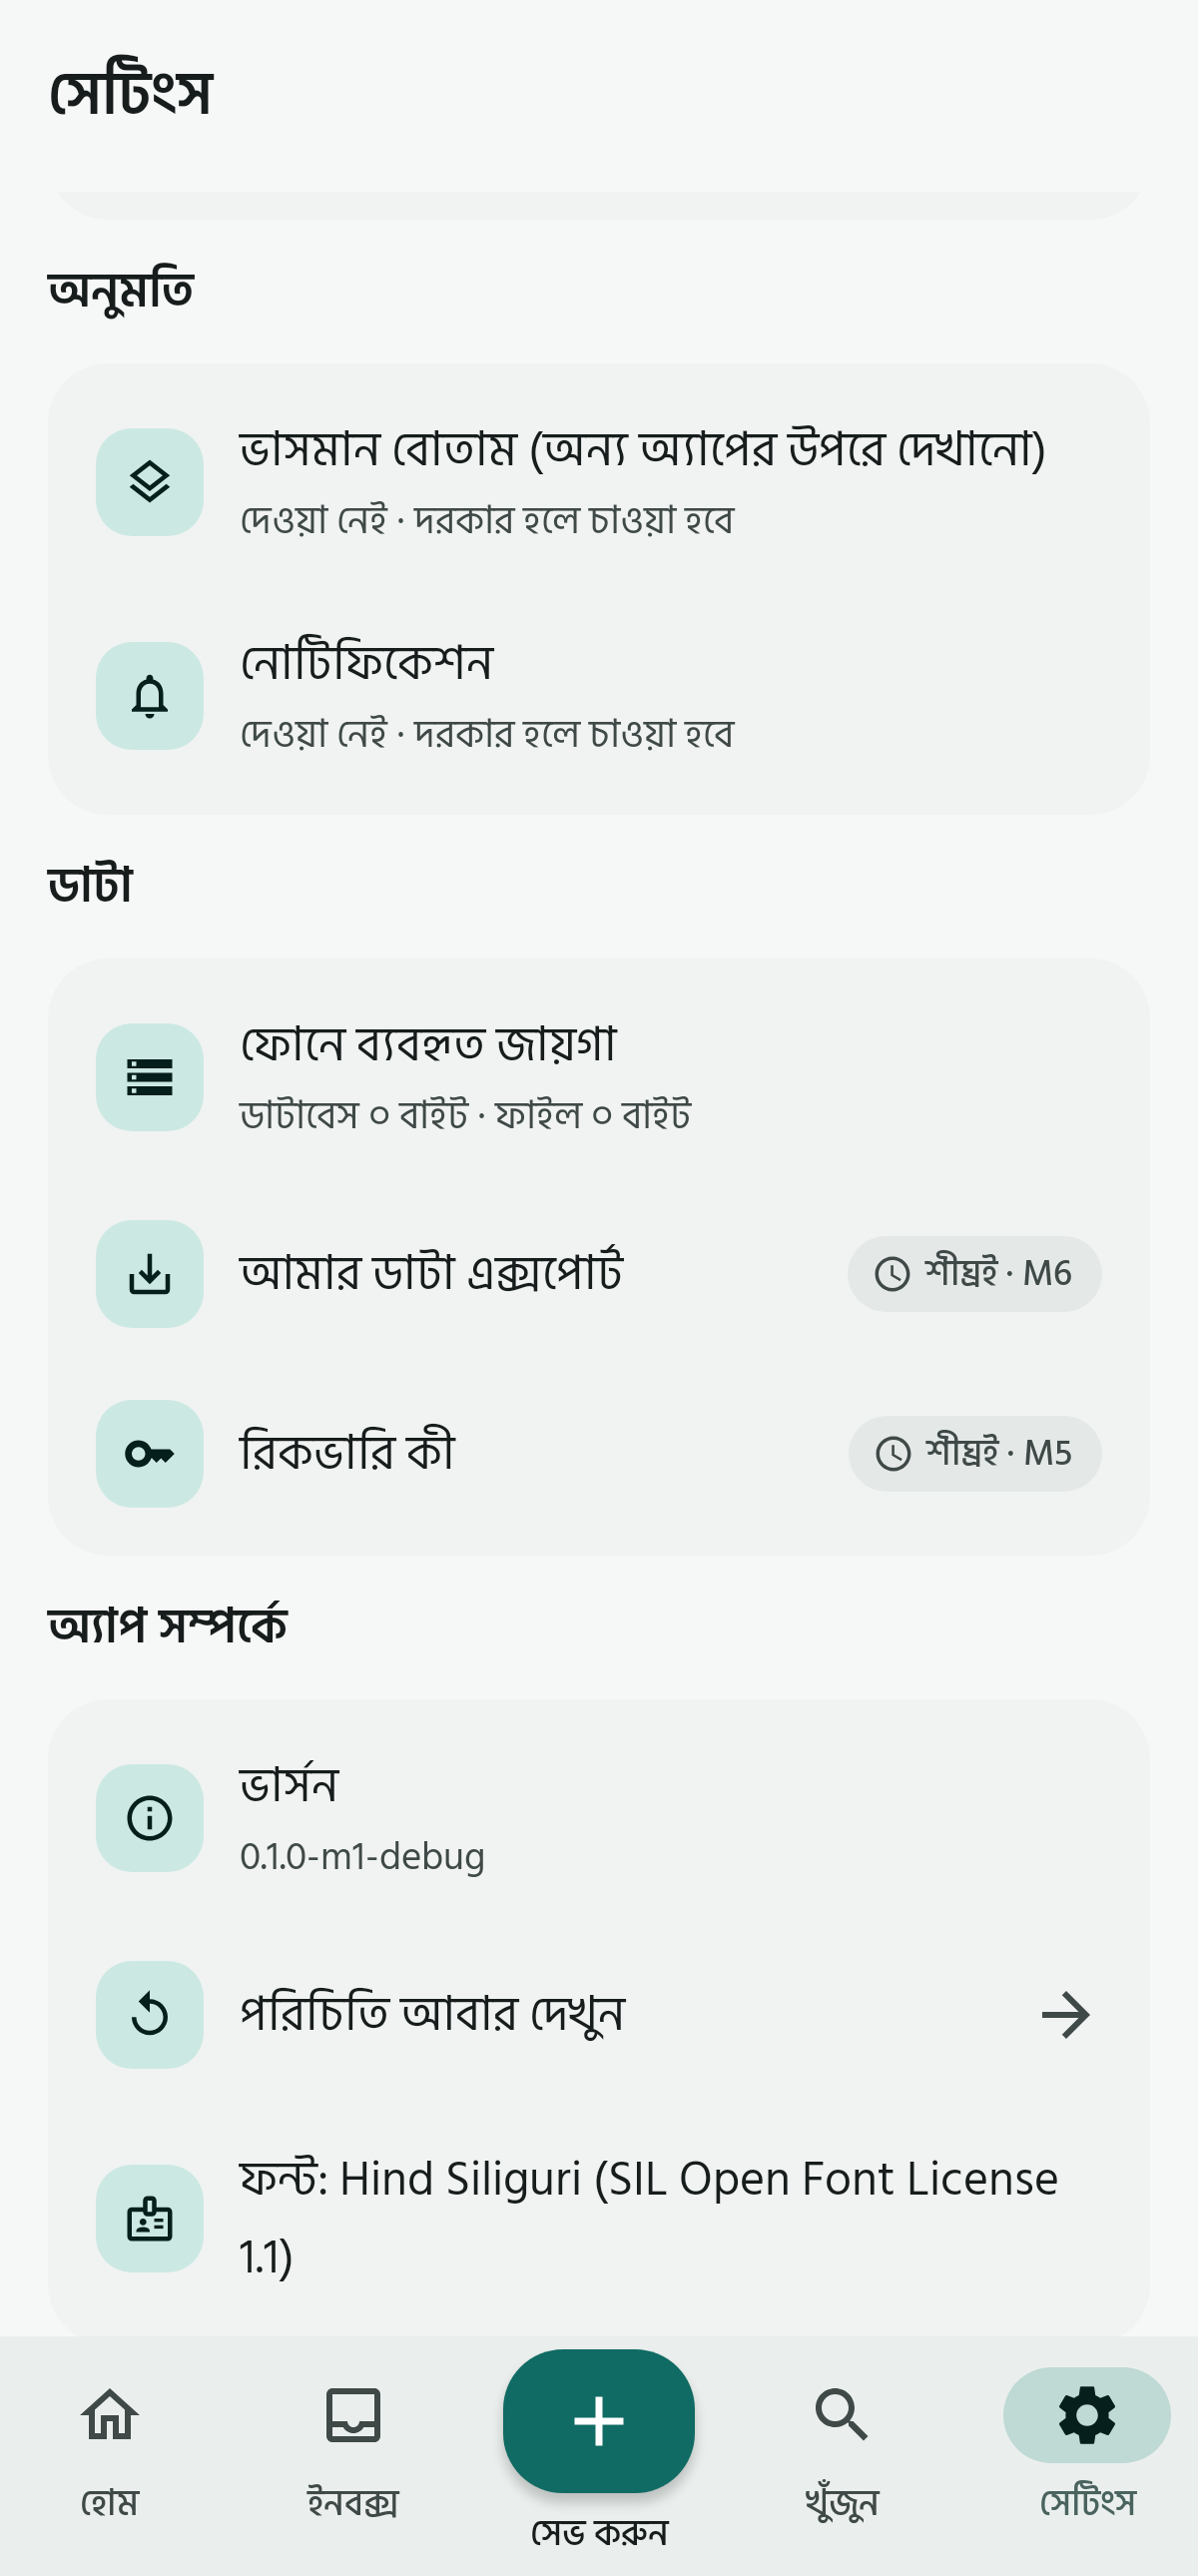 সেটিংস
অনুমতি
ভাসমান বোতাম (অন্য অ্যাপের উপরে দেখানো)
দেওয়া নেই · দরকার হলে চাওয়া হবে
নোটিফিকেশন
দেওয়া নেই · দরকার হলে চাওয়া হবে
ডাটা
ফোনে ব্যবহৃত জায়গা
ডাটাবেস ০ বাইট · ফাইল ০ বাইট
আমার ডাটা এক্সপোর্ট
শীঘ্রই · M6
রিকভারি কী
শীঘ্রই · M5
অ্যাপ সম্পর্কে
ভার্সন
0.1.0-m1-debug
পরিচিতি আবার দেখুন
ফন্ট: Hind Siliguri (SIL Open Font License
1.1)
হোম
ইনবক্স
সেভ করুন
খুঁজুন
সেটিংস